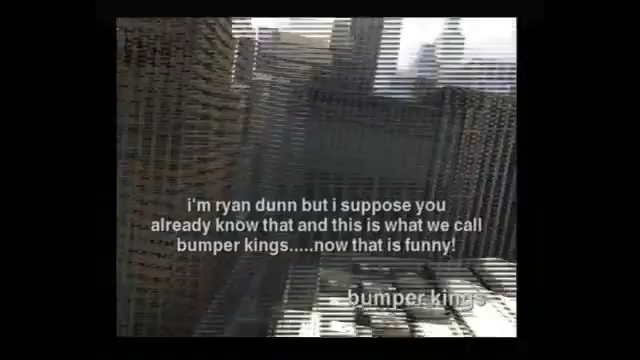 i'm ryan dunn but i suppose you
already know that and this is what we call
bumper kings.....now that is funny!
bumper kings